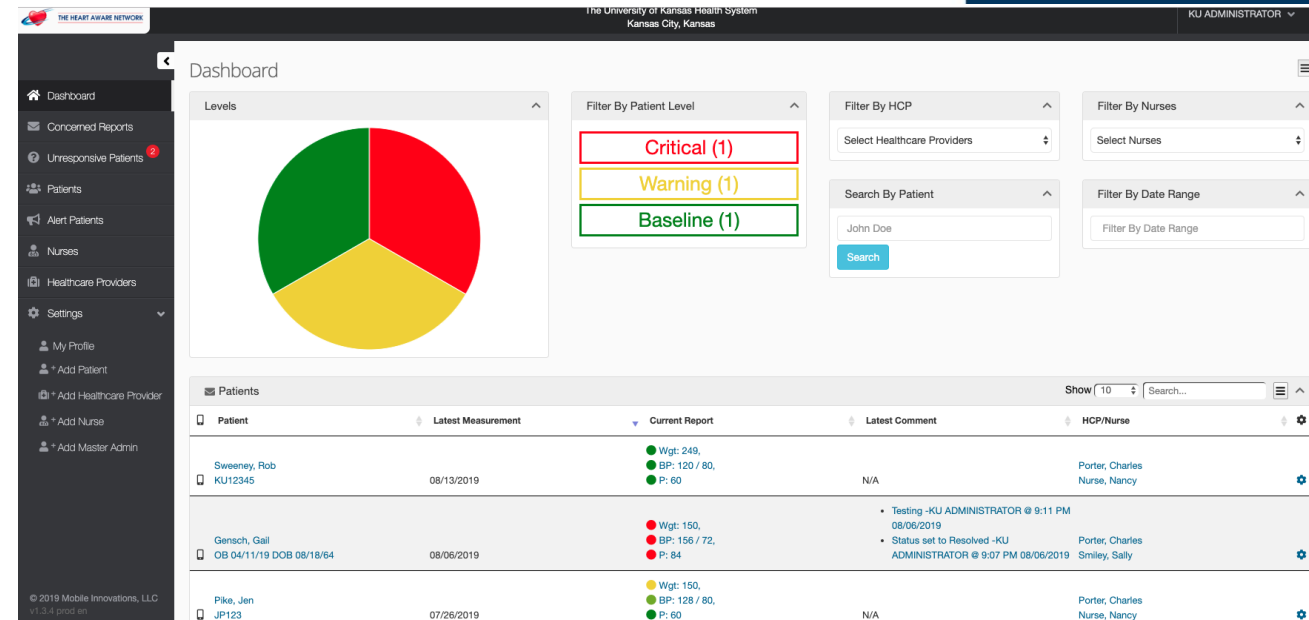 THE HEART AWARE NETWORK
The University of Kansas Health System
Kansas City, Kansas
KU ADMINISTRATOR
Dashboard
Concerned Reports
Unresponsive Patients 2
Patients
Alert Patients
Nurses
Healthcare Providers
Settings
My Profile
+ Add Patient
+ Add Healthcare Provider
+ Add Nurse
+ Add Master Admin
© 2019 Mobile Innovations, LLC
v1.3.4 prod en
Dashboard
Levels
Filter By Patient Level
Critical (1)
Warning (1)
Baseline (1)
Filter By HCP
Select Healthcare Providers
Filter By Nurses
Select Nurses
Search By Patient
John Doe
Search
Filter By Date Range
Filter By Date Range
Patients
Show 10 Search...
Patient Latest Measurement Current Report Latest Comment HCP/Nurse
Sweeney, Rob
KU12345
08/13/2019
Wgt: 249,
BP: 120 / 80,
P: 60
N/A
Porter, Charles
Nurse, Nancy
Gensch, Gail
OB 04/11/19 DOB 08/18/64
08/06/2019
Wgt: 150,
BP: 156 / 72,
P: 84
• Testing -KU ADMINISTRATOR @ 9:11 PM
08/06/2019
• Status set to Resolved -KU
ADMINISTRATOR @ 9:07 PM 08/06/2019
Porter, Charles
Smiley, Sally
Pike, Jen
JP123
07/26/2019
Wgt: 150,
BP: 128 / 80,
P: 60
N/A
Porter, Charles
Nurse, Nancy